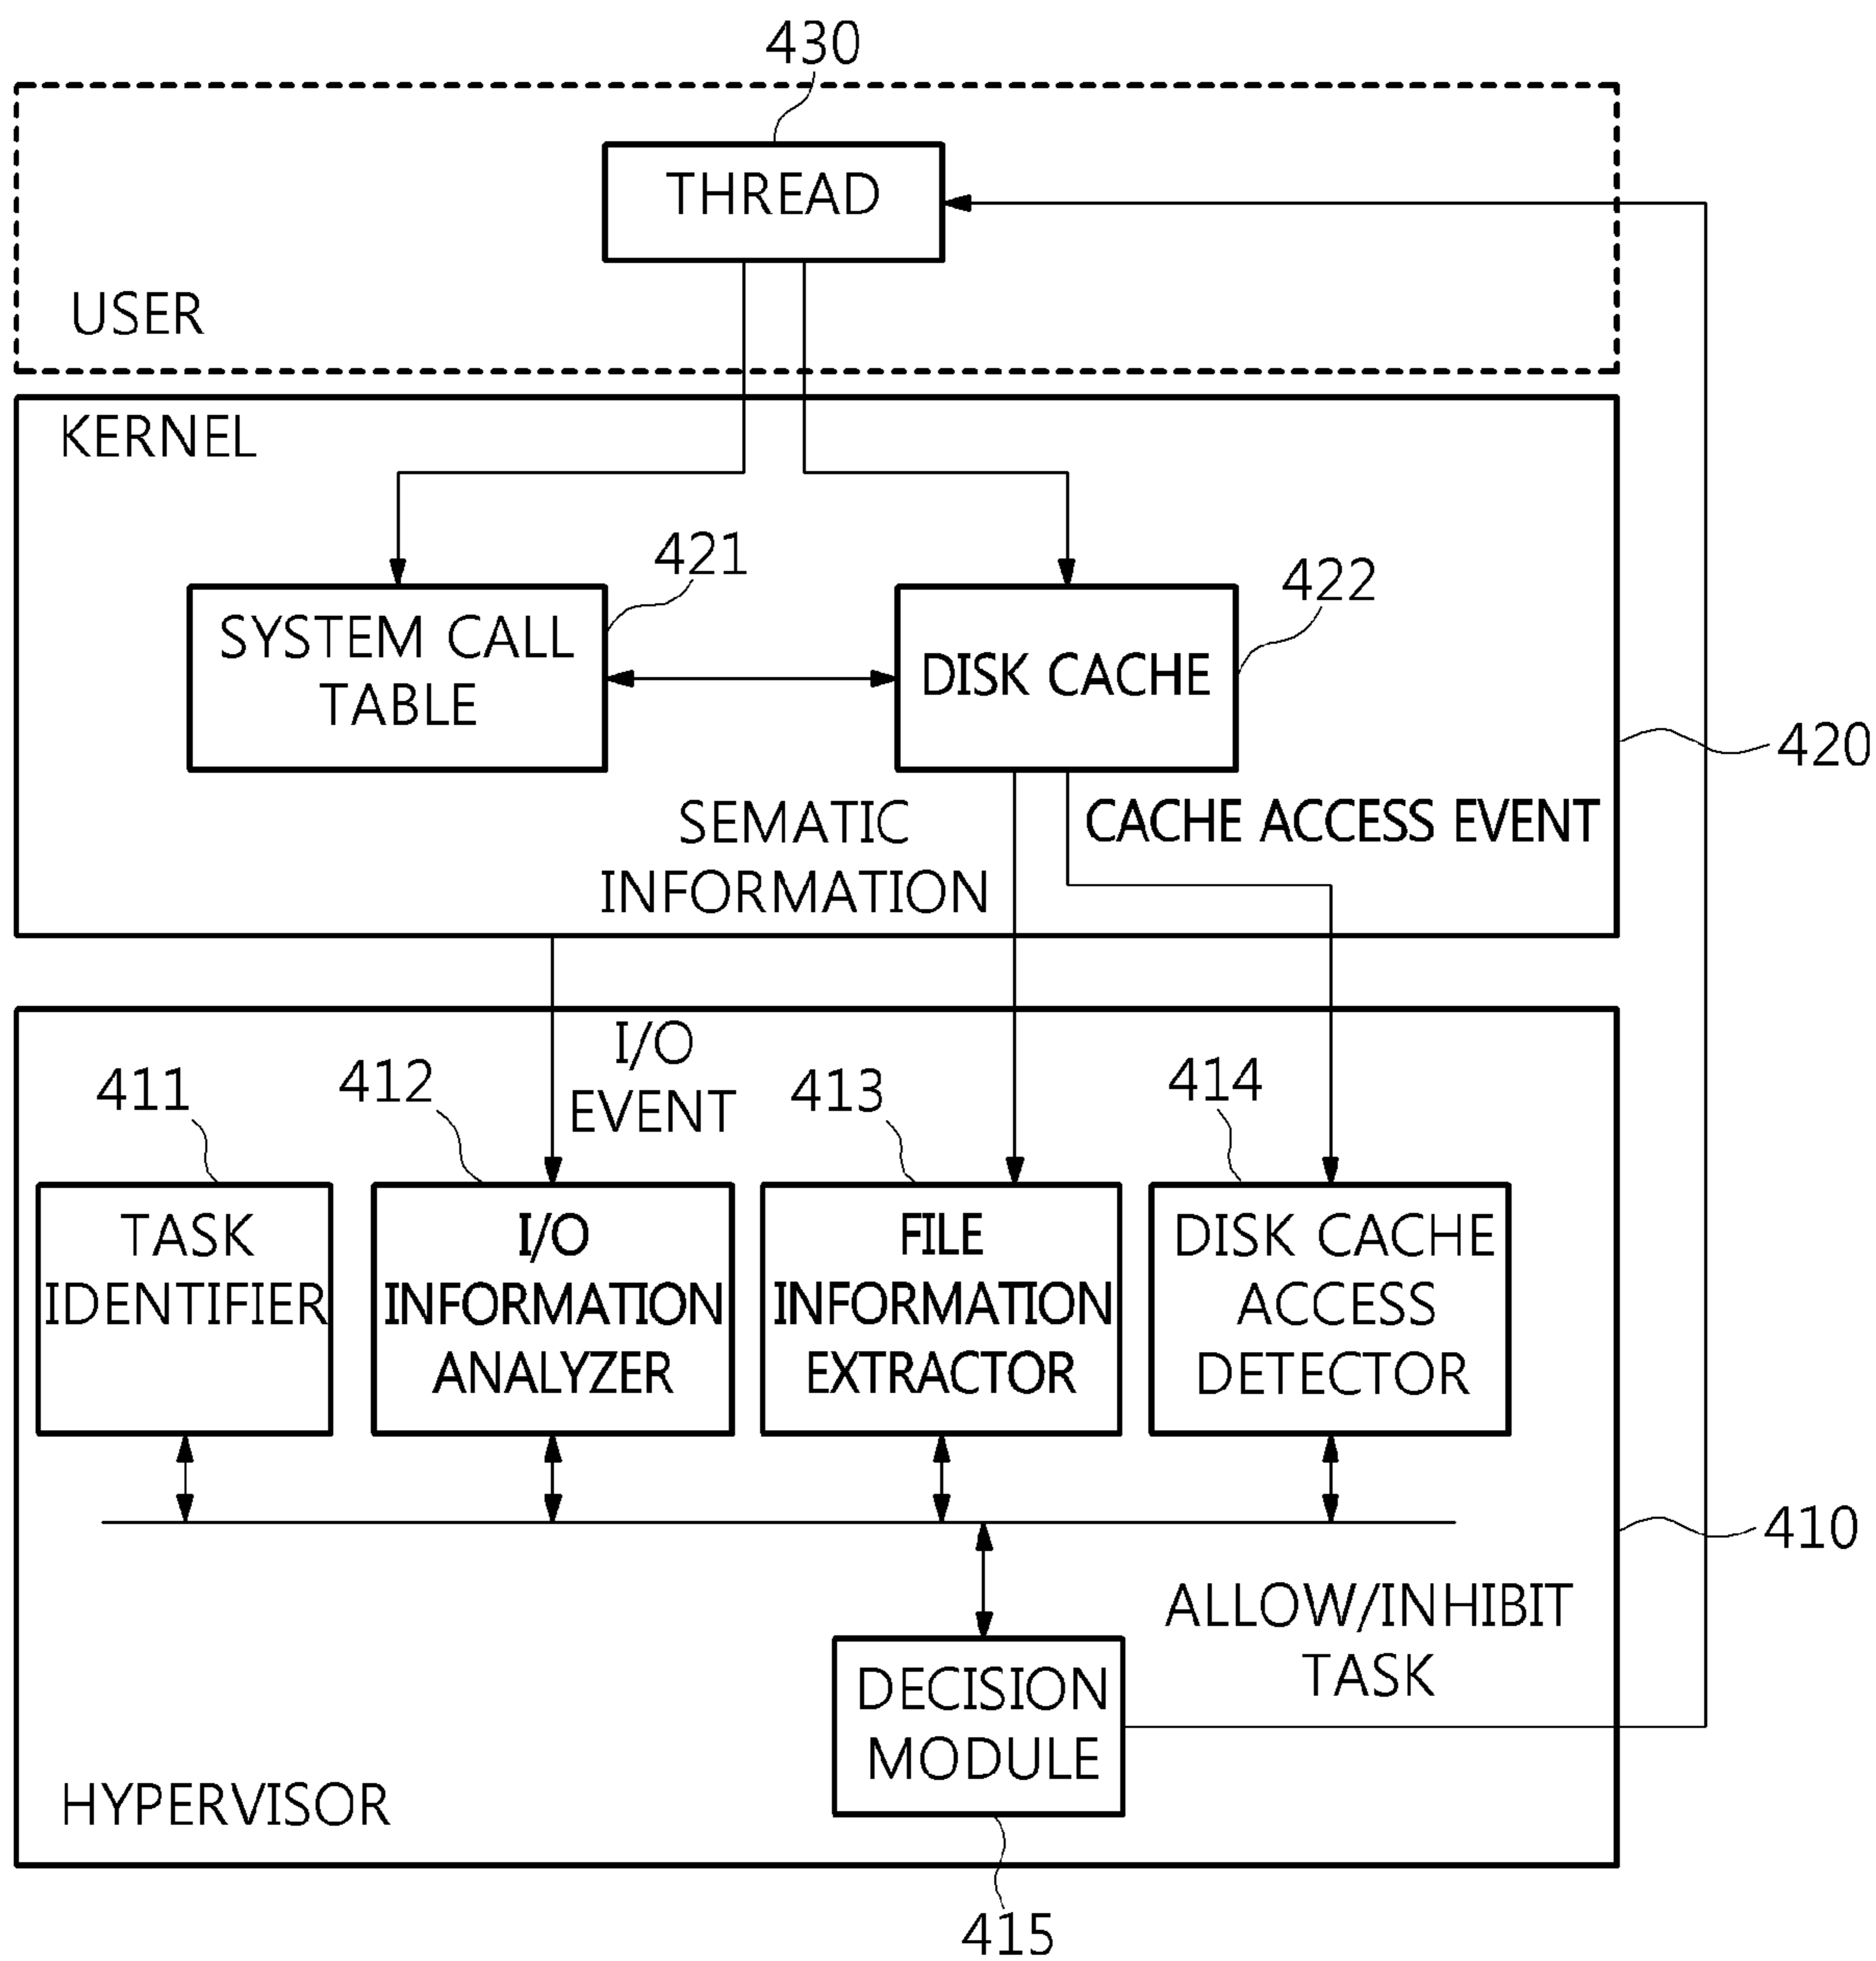 430
THREAD
USER
KERNEL
421
422
SYSTEM CALL
TABLE
DISK CACHE
420
SEMATIC
INFORMATION
CACHE ACCESS EVENT
I/O
EVENT
411
412
413
414
TASK
IDENTIFIER
I/O
INFORMATION
ANALYZER
FILE
INFORMATION
EXTRACTOR
DISK CACHE
ACCESS
DETECTOR
410
ALLOW/INHIBIT
TASK
DECISION
MODULE
HYPERVISOR
415